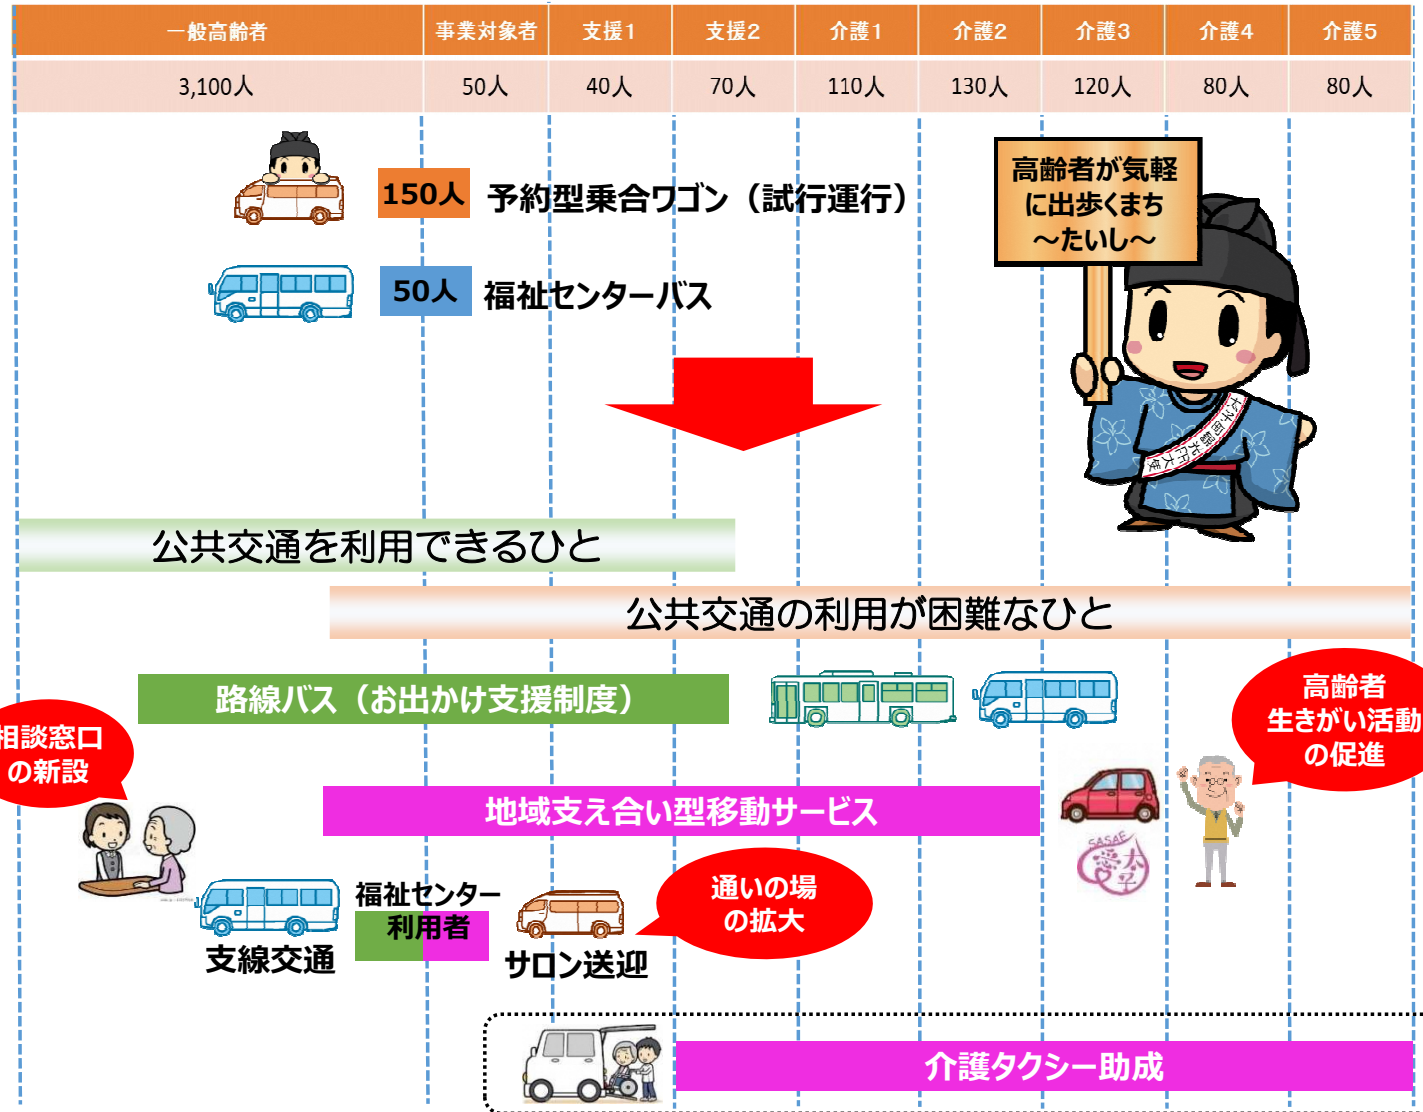 一般高齢者 事業対象者 支援1 支援2 介護1 介護2 介護3 介護4 介護5
3,100人 50人 40人 70人 110人 130人 120人 80人 80人
150人 予約型乗合ワゴン（試行運行）
50人 福祉センターバス
高齢者が気軽
に出歩くまち
～たいし～
太子町観光PR大使
公共交通を利用できるひと
公共交通の利用が困難なひと
路線バス（お出かけ支援制度）
相談窓口
の新設
高齢者
生きがい活動
の促進
地域支え合い型移動サービス
SASAE
福祉センター
利用者
支線交通
サロン送迎
通いの場
の拡大
介護タクシー助成